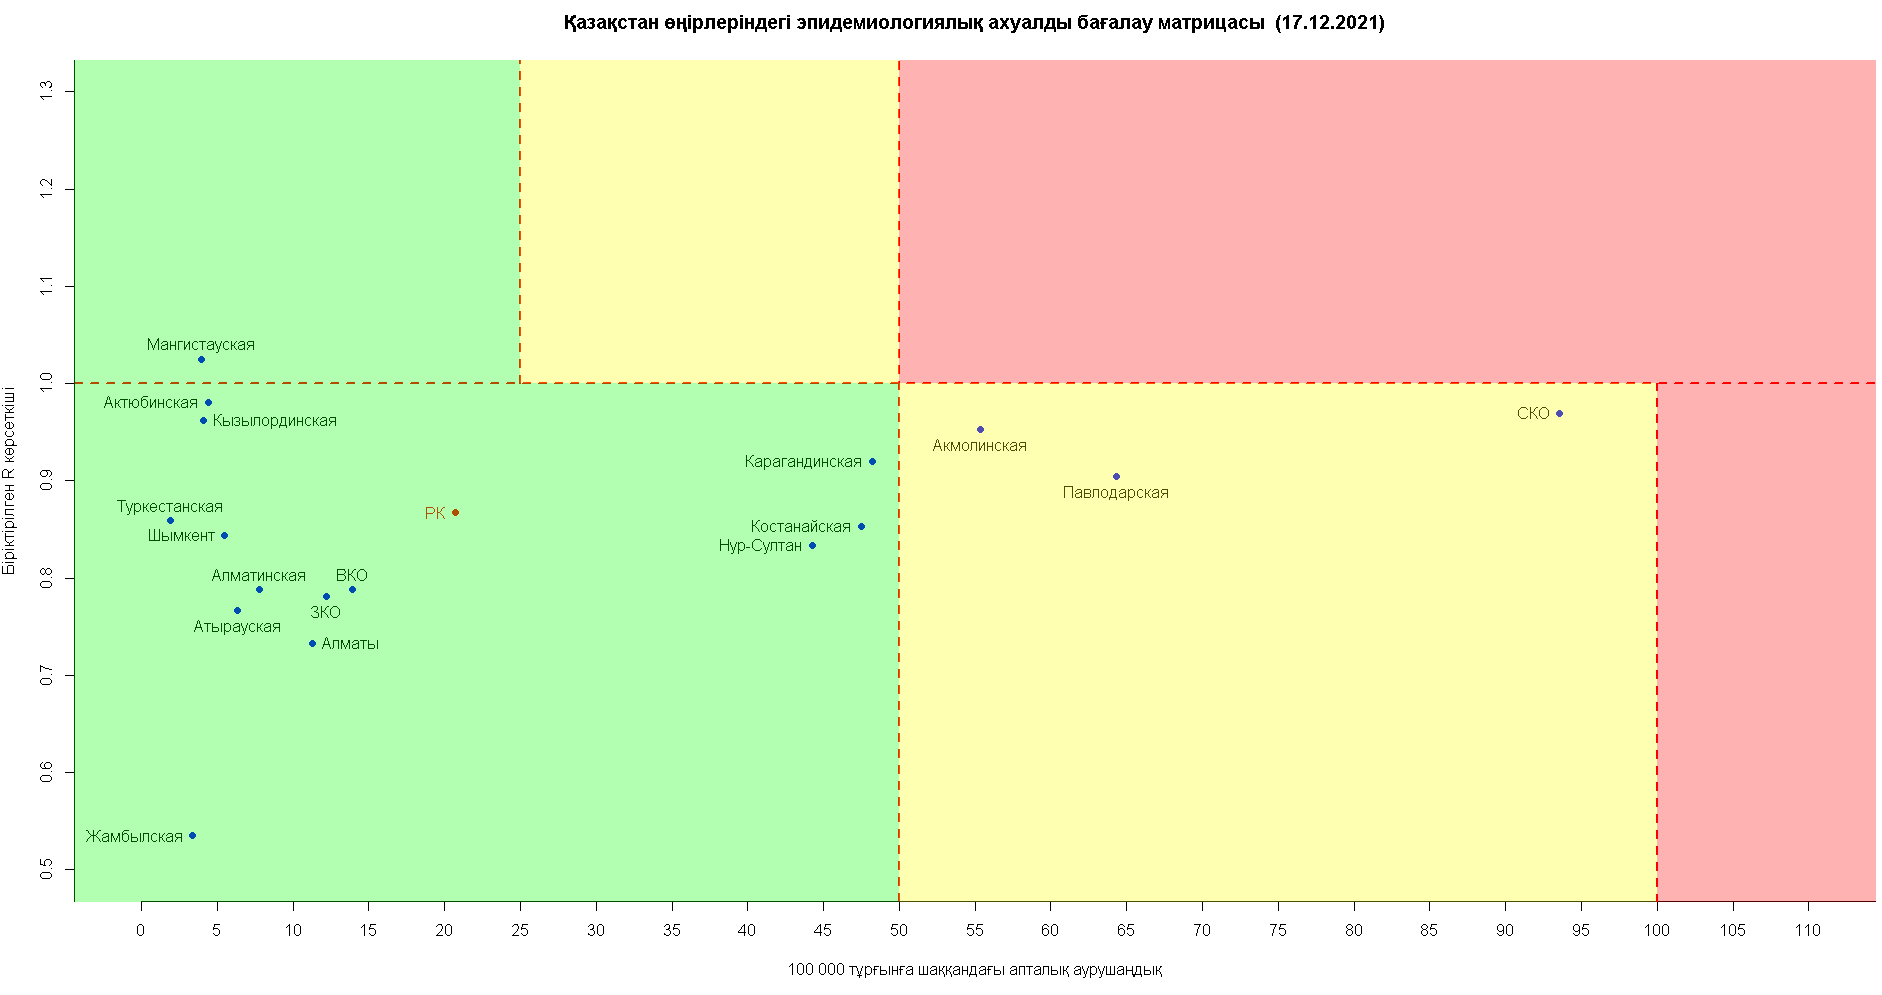 Қазақстан өңірлеріндегі эпидемиологиялық ахуалды бағалау матрицасы (17.12.2021)
Біріктірілген R көрсеткіші
1.3
1.2
1.1
1.0
0.9
0.8
0.7
0.6
0.5
Мангистауская
Актюбинская
Кызылординская
СКО
Акмолинская
Карагандинская
Павлодарская
Туркестанская
РК
Костанайская
Шымкент
Нур-Султан
Алматинская
ВКО
ЗКО
Атырауская
Алматы
Жамбылская
0 5 10 15 20 25 30 35 40 45 50 55 60 65 70 75 80 85 90 95 100 105 110
100 000 тұрғынға шаққандағы апталық аурушаңдық